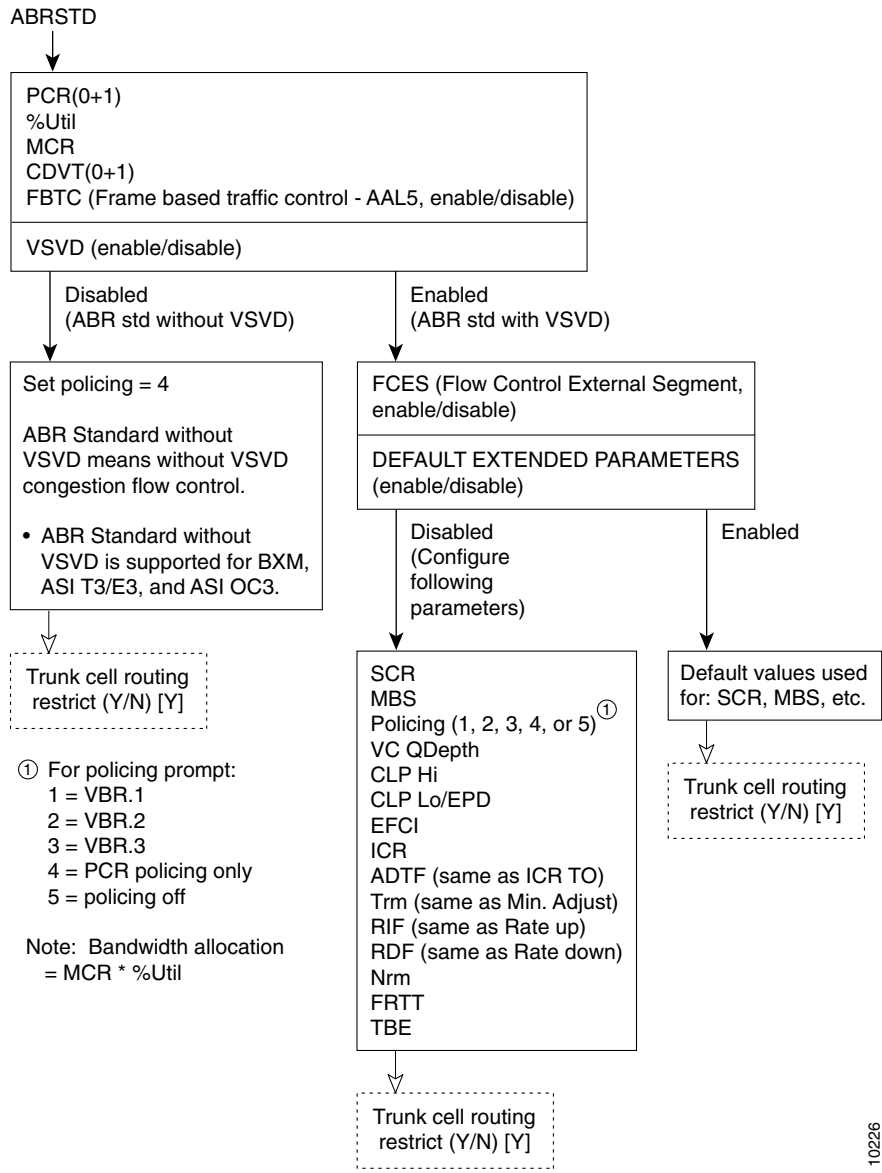 ABRSTD
PCR(0+1)
%Util
MCR
CDVT(0+1)
FBTC (Frame based traffic control - AAL5, enable/disable)
VSVD (enable/disable)
Disabled
(ABR std without VSVD)
Enabled
(ABR std with VSVD)
Set policing = 4
ABR Standard without
VSVD means without VSVD
congestion flow control.
• ABR Standard without
VSVD is supported for BXM,
ASI T3/E3, and ASI OC3.
Trunk cell routing
restrict (Y/N) [Y]
① For policing prompt:
1 = VBR.1
2 = VBR.2
3 = VBR.3
4 = PCR policing only
5 = policing off
Note: Bandwidth allocation
= MCR * %Util
FCES (Flow Control External Segment,
enable/disable)
DEFAULT EXTENDED PARAMETERS
(enable/disable)
Disabled
(Configure
following
parameters)
Enabled
SCR
MBS
Policing (1, 2, 3, 4, or 5)①
VC QDepth
CLP Hi
CLP Lo/EPD
EFCI
ICR
ADTF (same as ICR TO)
Trm (same as Min. Adjust)
RIF (same as Rate up)
RDF (same as Rate down)
Nrm
FRTT
TBE
Trunk cell routing
restrict (Y/N) [Y]
Default values used
for: SCR, MBS, etc.
Trunk cell routing
restrict (Y/N) [Y]
10226